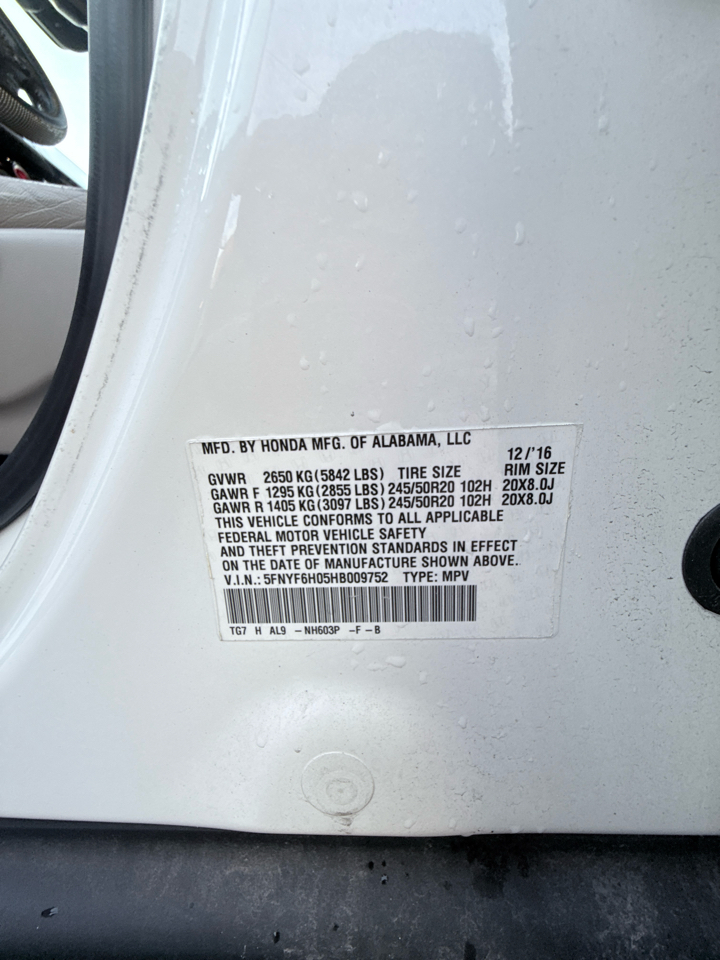 MFD. BY HONDA MFG. OF ALABAMA, LLC 12/'16
GVWR 2650 KG (5842 LBS) TIRE SIZE RIM SIZE
GAWR F 1295 KG (2855 LBS) 245/50R20 102H 20X8.0J
GAWR R 1405 KG (3097 LBS) 245/50R20 102H 20X8.0J
THIS VEHICLE CONFORMS TO ALL APPLICABLE
FEDERAL MOTOR VEHICLE SAFETY
AND THEFT PREVENTION STANDARDS IN EFFECT
ON THE DATE OF MANUFACTURE SHOWN ABOVE.
V.I.N.: 5FNYF6H05HB009752 TYPE: MPV
TG7 H AL9 -NH603P -F -B